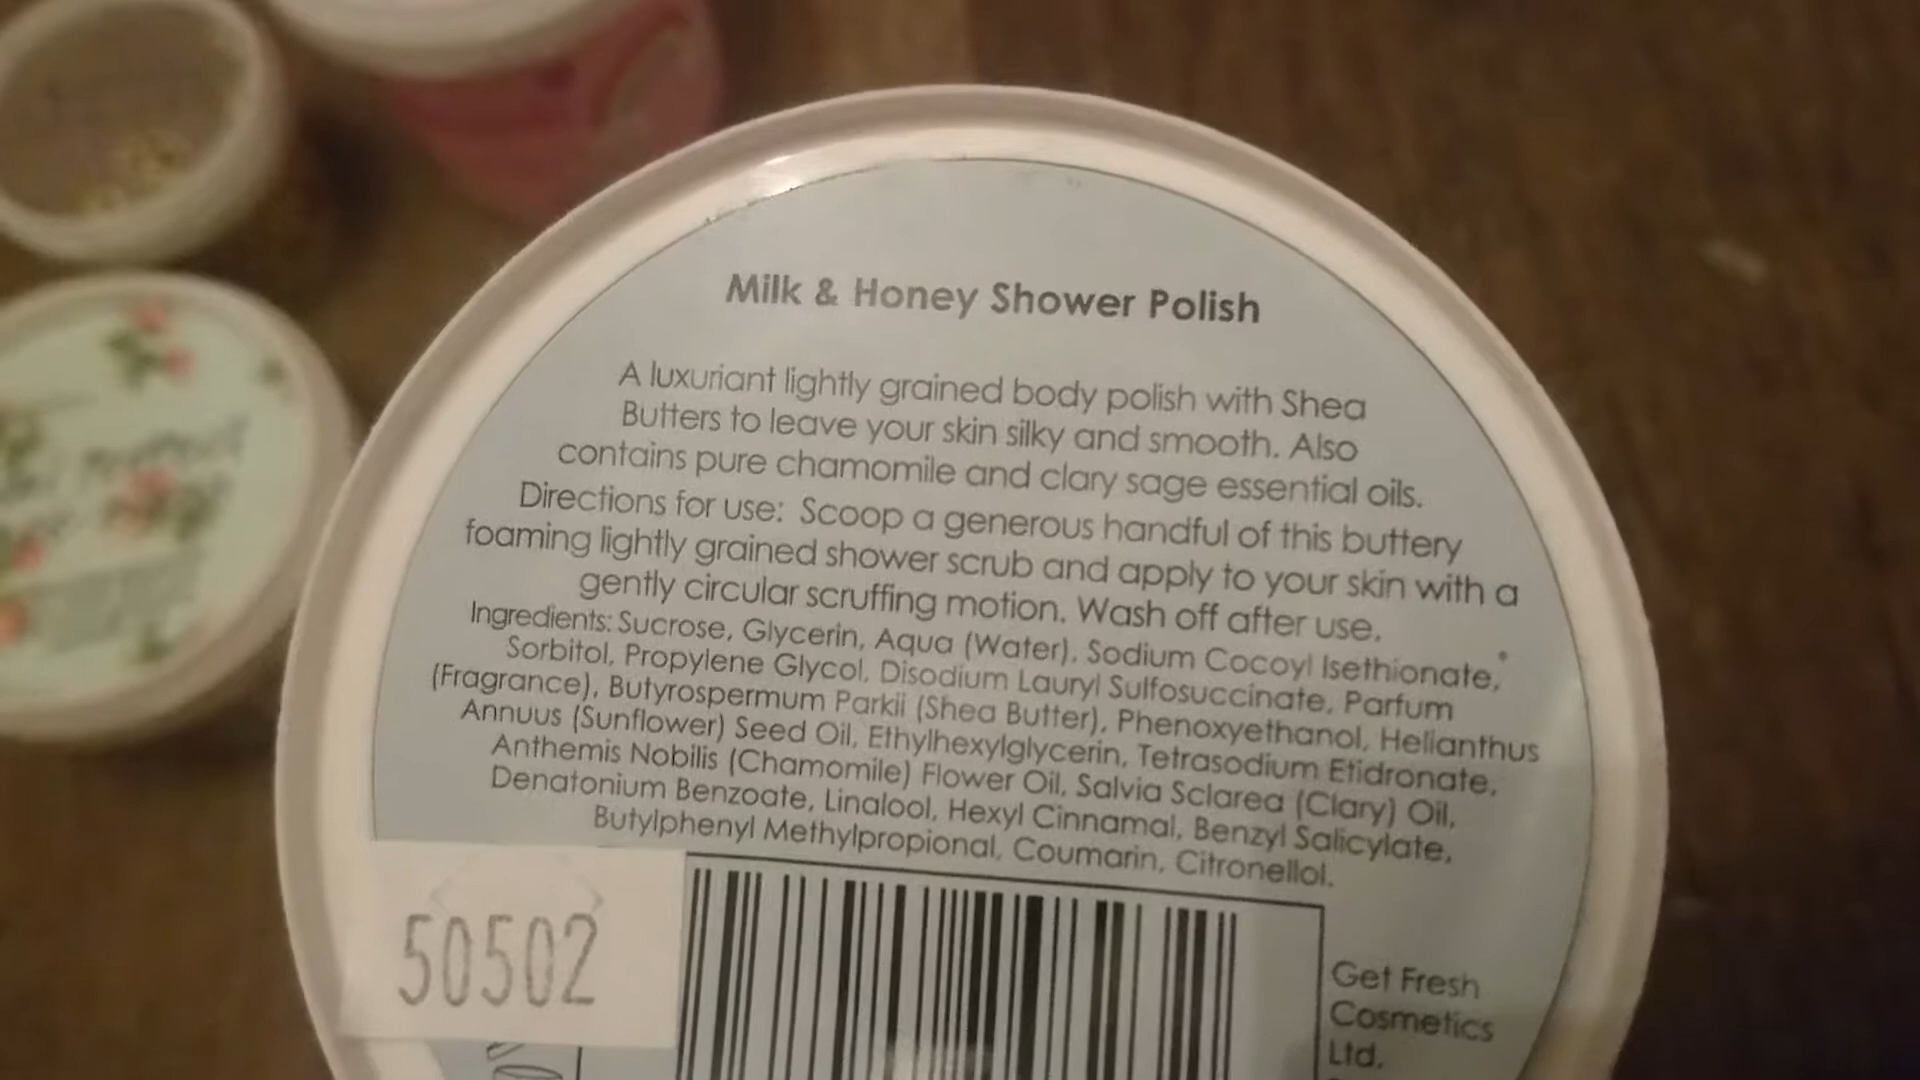 Milk & Honey Shower Polish
A luxuriant lightly grained body polish with Shea
Butters to leave your skin silky and smooth. Also
contains pure chamomile and clary sage essential oils.
Directions for use: Scoop a generous handful of this buttery
foaming lightly grained shower scrub and apply to your skin with a
gently circular scruffing motion. Wash off after use.
Ingredients: Sucrose, Glycerin, Aqua (Water), Sodium Cocoyl Isethionate,
Sorbitol, Propylene Glycol, Disodium Lauryl Sulfosuccinate, Parfum
(Fragrance), Butyrospermum Parkii (Shea Butter), Phenoxyethanol, Helianthus
Annuus (Sunflower) Seed Oil, Ethylhexylglycerin, Tetrasodium Etidronate,
Anthemis Nobilis (Chamomile) Flower Oil, Salvia Sclarea (Clary) Oil,
Denatonium Benzoate, Linalool, Hexyl Cinnamal, Benzyl Salicylate,
Butylphenyl Methylpropional, Coumarin, Citronellol.
50502
Get Fresh
Cosmetics
Ltd.